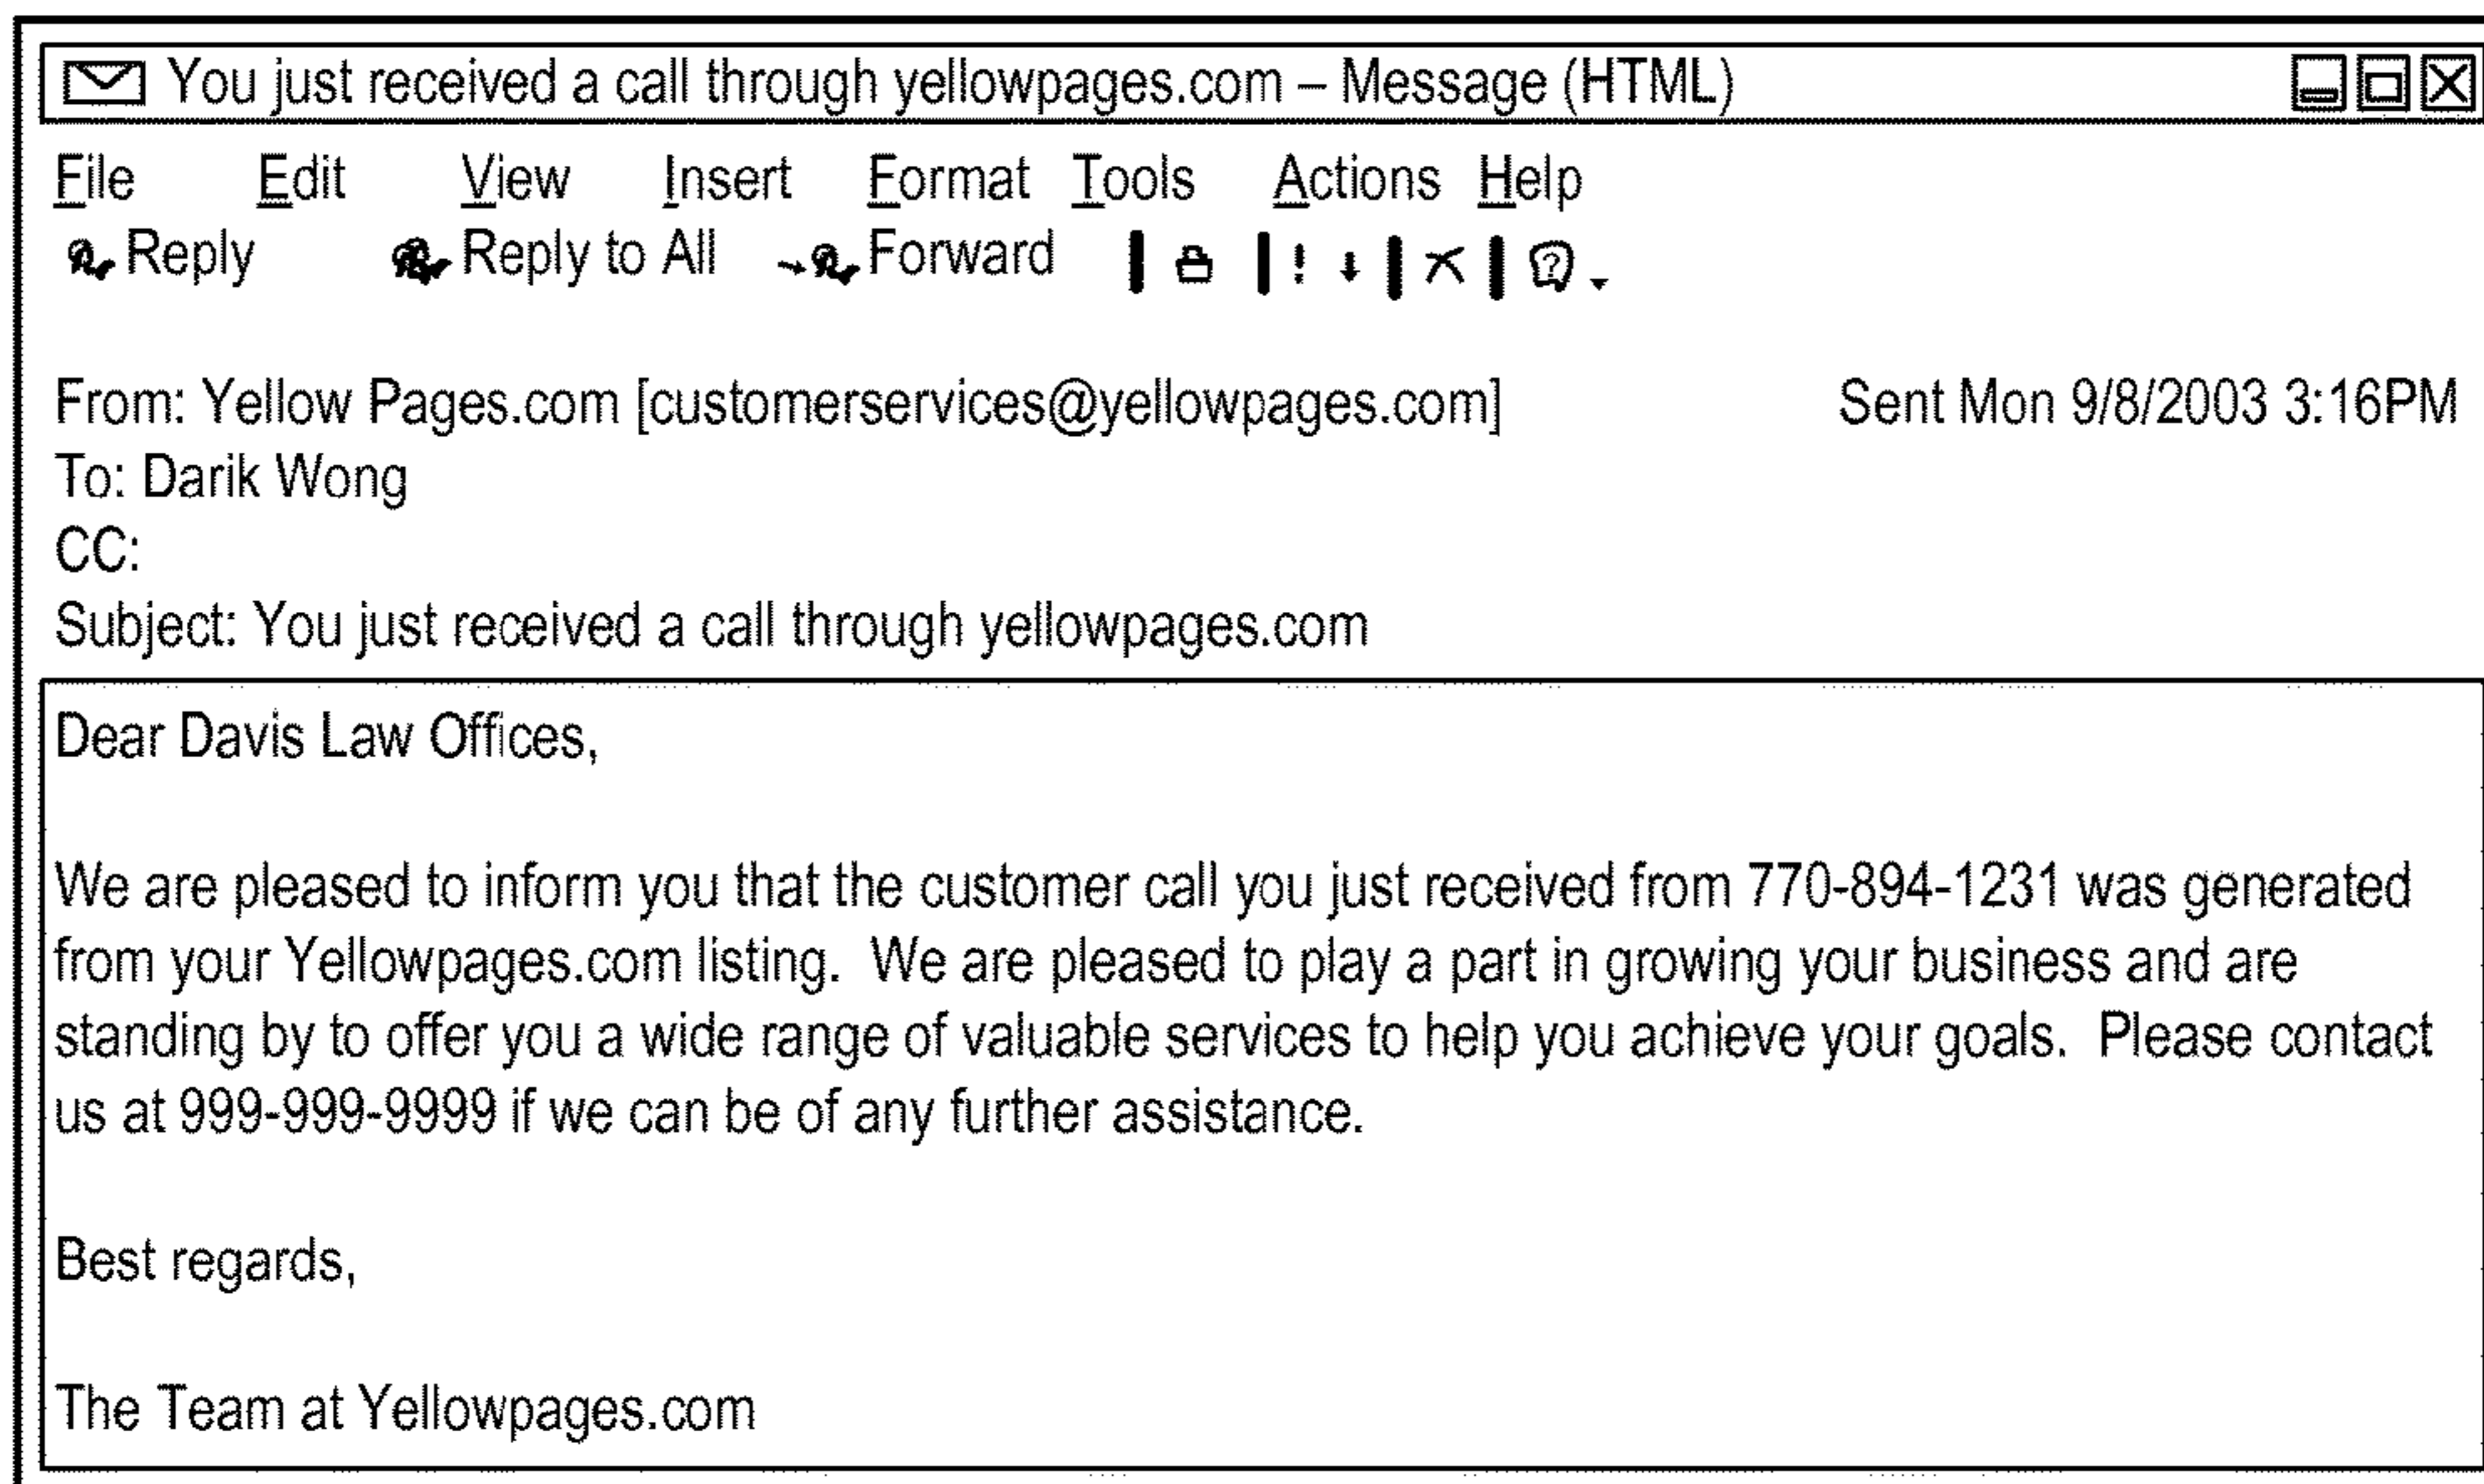 You just received a call through yellowpages.com – Message (HTML)
File Edit View Insert Format Tools Actions Help
Reply Reply to All Forward
From: Yellow Pages.com [customerservices@yellowpages.com] Sent Mon 9/8/2003 3:16PM
To: Darik Wong
CC:
Subject: You just received a call through yellowpages.com
Dear Davis Law Offices,
We are pleased to inform you that the customer call you just received from 770-894-1231 was generated
from your Yellowpages.com listing. We are pleased to play a part in growing your business and are
standing by to offer you a wide range of valuable services to help you achieve your goals. Please contact
us at 999-999-9999 if we can be of any further assistance.
Best regards,
The Team at Yellowpages.com